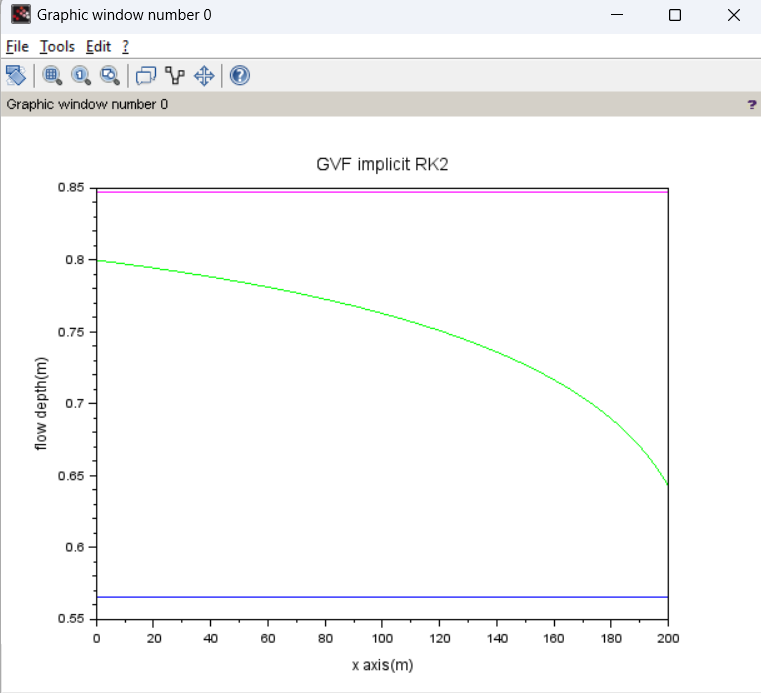 Graphic window number 0
File Tools Edit ?
Graphic window number 0 ?
GVF implicit RK2
0.85
0.8
0.75
0.7
0.65
0.6
0.55
flow depth(m)
0 20 40 60 80 100 120 140 160 180 200
x axis(m)